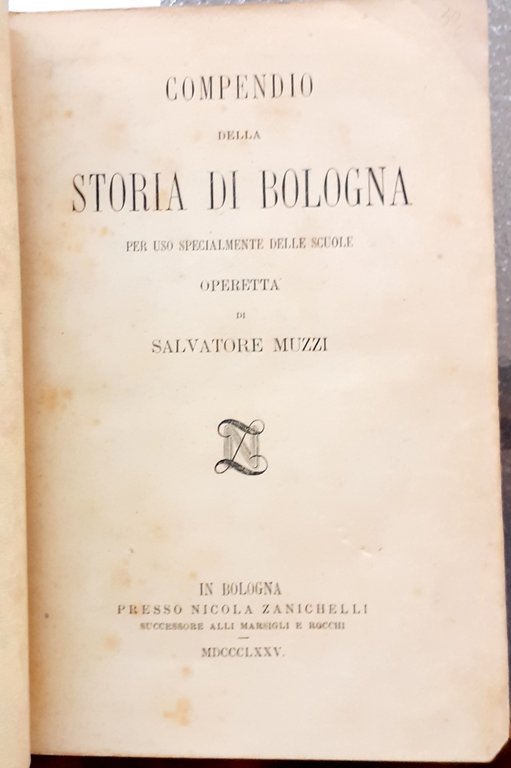 COMPENDIO
DELLA
STORIA DI BOLOGNA
PER USO SPECIALMENTE DELLE SCUOLE
OPERETTA
DI
SALVATORE MUZZI
NZ
IN BOLOGNA
PRESSO NICOLA ZANICHELLI
SUCCESSORE ALLI MARSIGLI E ROCCHI
MDCCCLXXV.